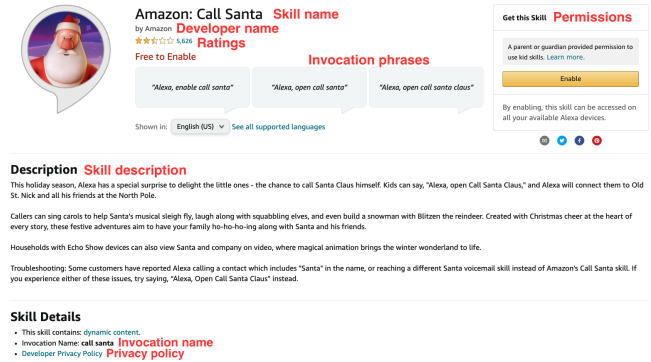 Amazon: Call Santa Skill name
by Amazon Developer name
5,626 Ratings
Free to Enable
Invocation phrases
"Alexa, enable call santa"
"Alexa, open call santa"
"Alexa, open call santa claus"
Shown in: English (US) See all supported languages
Get this Skill Permissions
A parent or guardian provided permission to
use kid skills. Learn more.
Enable
By enabling, this skill can be accessed on
all your available Alexa devices.
Description Skill description
This holiday season, Alexa has a special surprise to delight the little ones - the chance to call Santa Claus himself. Kids can say, "Alexa, open Call Santa Claus," and Alexa will connect them to Old
St. Nick and all his friends at the North Pole.
Callers can sing carols to help Santa's musical sleigh fly, laugh along with squabbling elves, and even build a snowman with Blitzen the reindeer. Created with Christmas cheer at the heart of
every story, these festive adventures aim to have your family ho-ho-ho-ing along with Santa and his friends.
Households with Echo Show devices can also view Santa and company on video, where magical animation brings the winter wonderland to life.
Troubleshooting: Some customers have reported Alexa calling a contact which includes "Santa" in the name, or reaching a different Santa voicemail skill instead of Amazon's Call Santa skill. If
you experience either of these issues, try saying, "Alexa, Open Call Santa Claus" instead.
Skill Details
• This skill contains: dynamic content.
• Invocation Name: call santa Invocation name
• Developer Privacy Policy Privacy policy